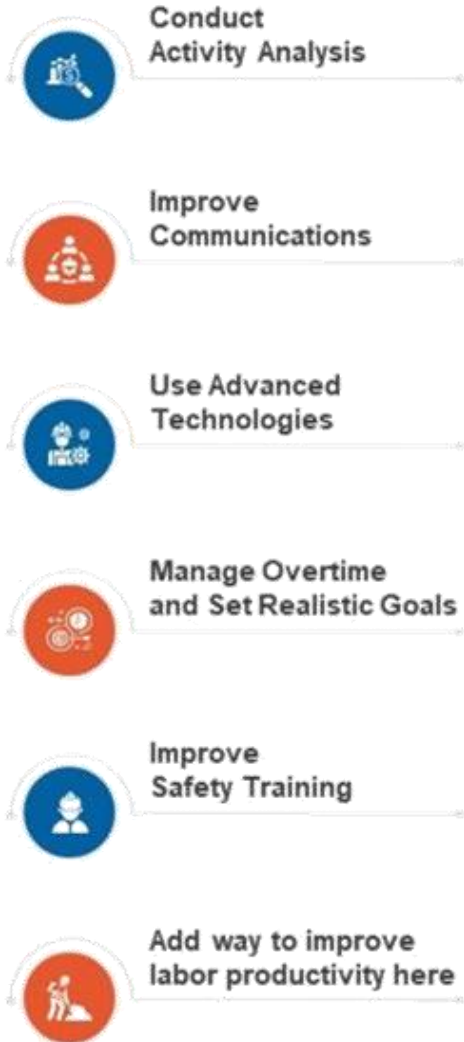 Conduct
Activity Analysis
Improve
Communications
Use Advanced
Technologies
Manage Overtime
and Set Realistic Goals
Improve
Safety Training
Add way to improve
labor productivity here